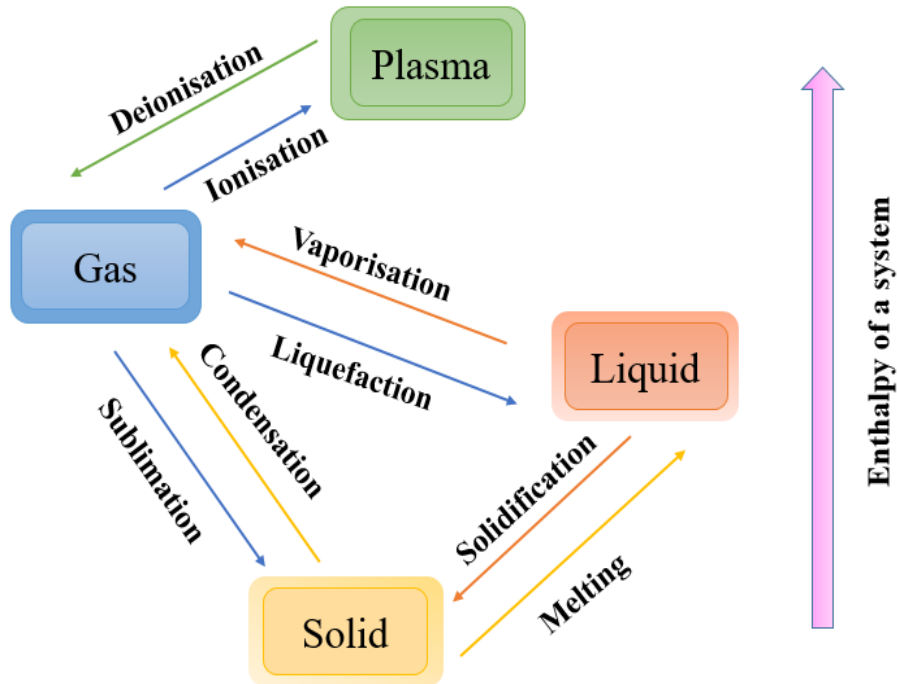 Plasma
Deionisation
Ionisation
Gas
Vaporisation
Liquefaction
Liquid
Enthalpy of a system
Condensation
Sublimation
Solidification
Melting
Solid